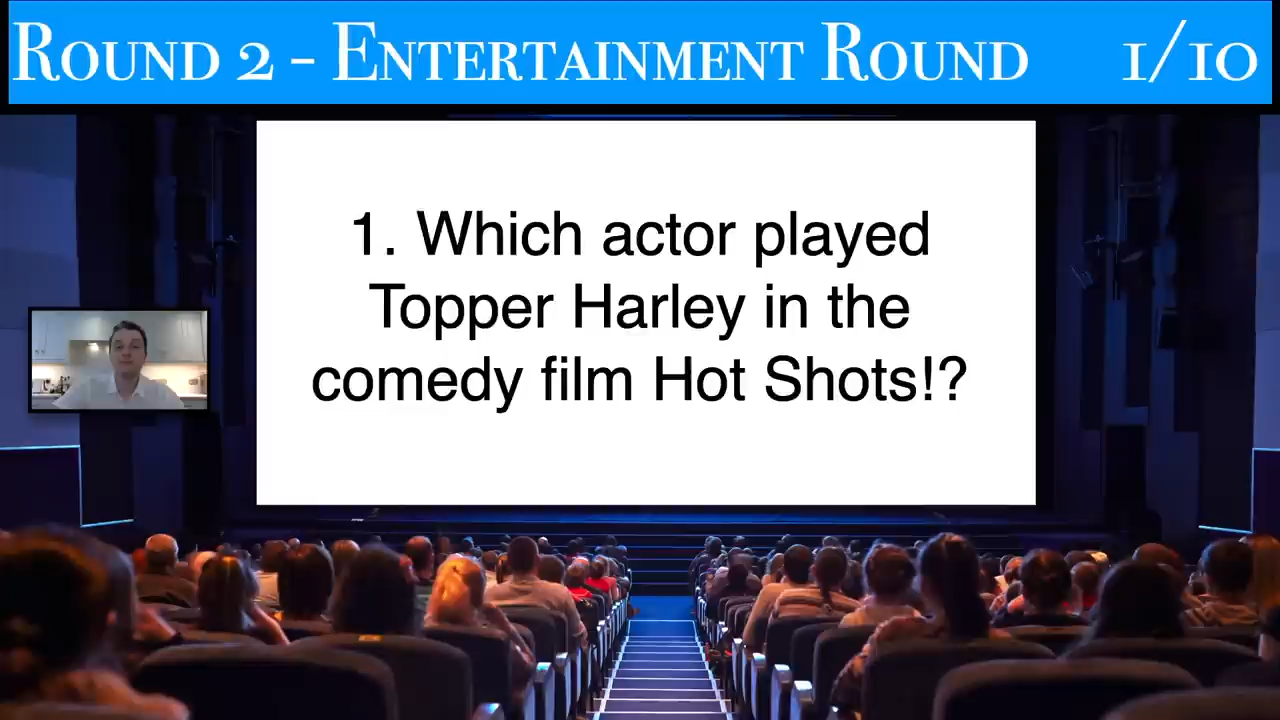 Round 2 - Entertainment Round 1/10
1. Which actor played
Topper Harley in the
comedy film Hot Shots!?